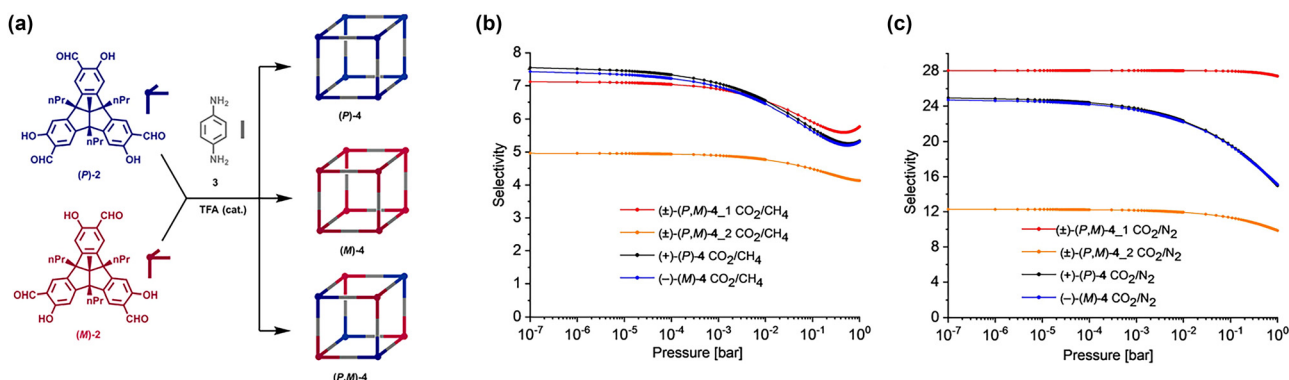 (a)
OHC
OH
nPr
nPr
HO
CHO
nPr
OHC
OH
(P)-2
HO
CHO
nPr
nPr
OHC
OH
nPr
HO
CHO
(M)-2
NH2
NH2
3
TFA (cat.)
(P)-4
(M)-4
(P,M)-4
(b)
Selectivity
8
7
6
5
4
3
2
1
0
(±)-(P,M)-4_1 CO2/CH4
(±)-(P,M)-4_2 CO2/CH4
(+)-(P)-4 CO2/CH4
(−)-(M)-4 CO2/CH4
10-7
10-6
10-5
10-4
10-3
10-2
10-1
100
Pressure [bar]
(c)
Selectivity
28
24
20
16
12
8
4
0
(±)-(P,M)-4_1 CO2/N2
(±)-(P,M)-4_2 CO2/N2
(+)-(P)-4 CO2/N2
(−)-(M)-4 CO2/N2
10-7
10-6
10-5
10-4
10-3
10-2
10-1
100
Pressure [bar]